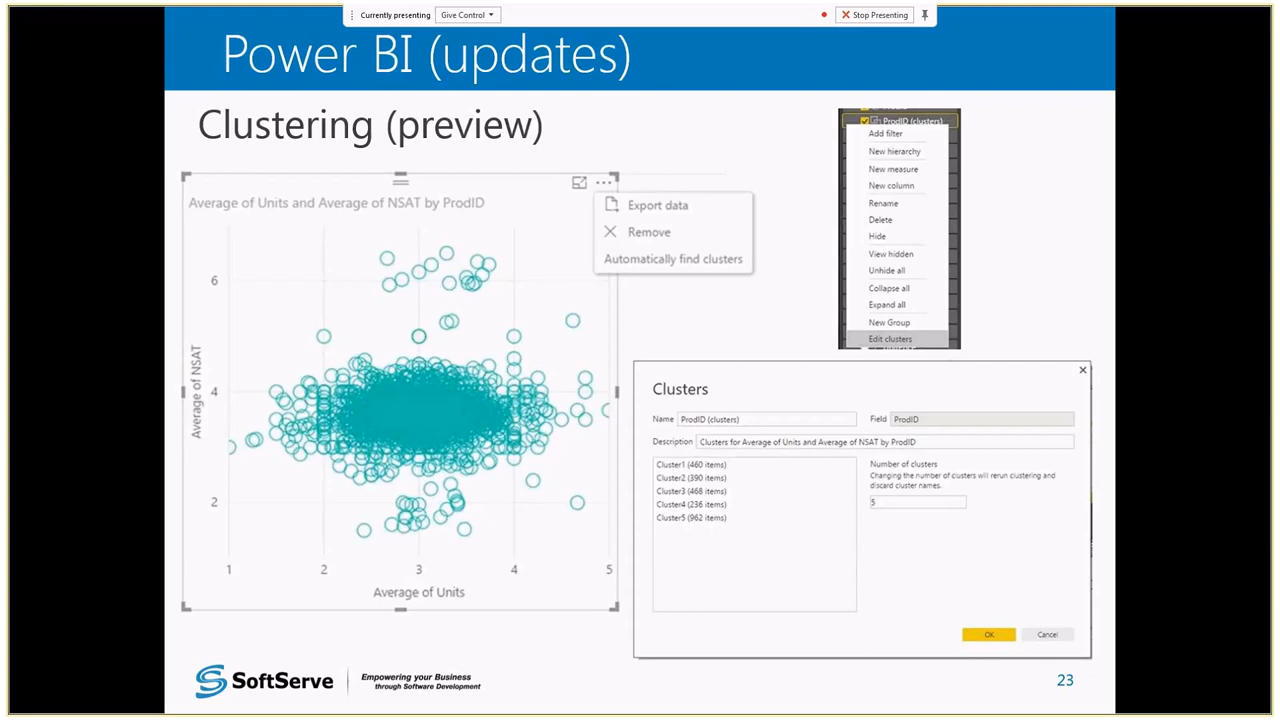 Currently presenting Give Control Stop Presenting
Power BI (updates)
Clustering (preview)
Average of Units and Average of NSAT by ProdID
Export data
Remove
Automatically find clusters
6
4
2
Average of NSAT
1 2 3 4 5
Average of Units
ProdID (clusters)
Add filter
New hierarchy
New measure
New column
Rename
Delete
Hide
View hidden
Unhide all
Collapse all
Expand all
New Group
Edit clusters
Clusters
Name ProdID (clusters) Field ProdID
Description Clusters for Average of Units and Average of NSAT by ProdID
Cluster1 (460 items)
Cluster2 (390 items)
Cluster3 (468 items)
Cluster4 (236 items)
Cluster5 (962 items)
Number of clusters
Changing the number of clusters will rerun clustering and
discard cluster names.
5
OK Cancel
SoftServe
Empowering your Business
through Software Development
23